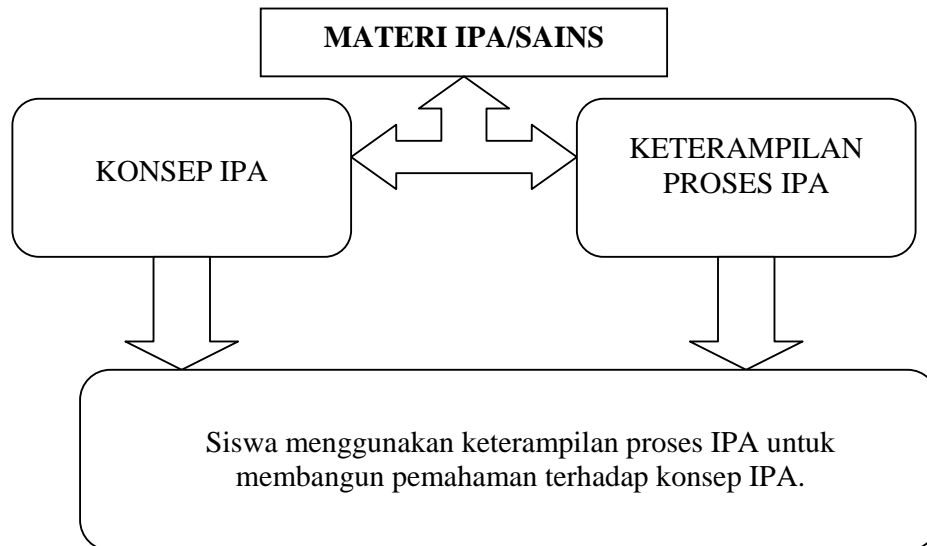 MATERI IPA/SAINS
KONSEP IPA
KETERAMPILAN
PROSES IPA
Siswa menggunakan keterampilan proses IPA untuk
membangun pemahaman terhadap konsep IPA.